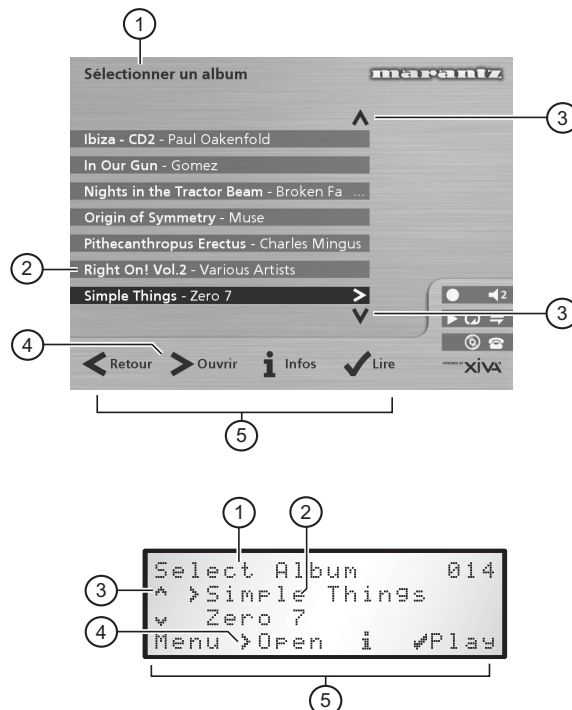 1
Sélectionner un album marantz
3
Ibiza - CD2 - Paul Oakenfold
In Our Gun - Gomez
Nights in the Tractor Beam - Broken Fa ...
Origin of Symmetry - Muse
Pithecanthropus Erectus - Charles Mingus
2 Right On! Vol.2 - Various Artists
Simple Things - Zero 7 >
2
3
4
Retour Ouvrir i Infos Lire
POWERED BY XiVA
5
1 2
Select Album 014
3 ^ >Simple Things
4 v Zero 7
Menu >Open i ✔Play
5